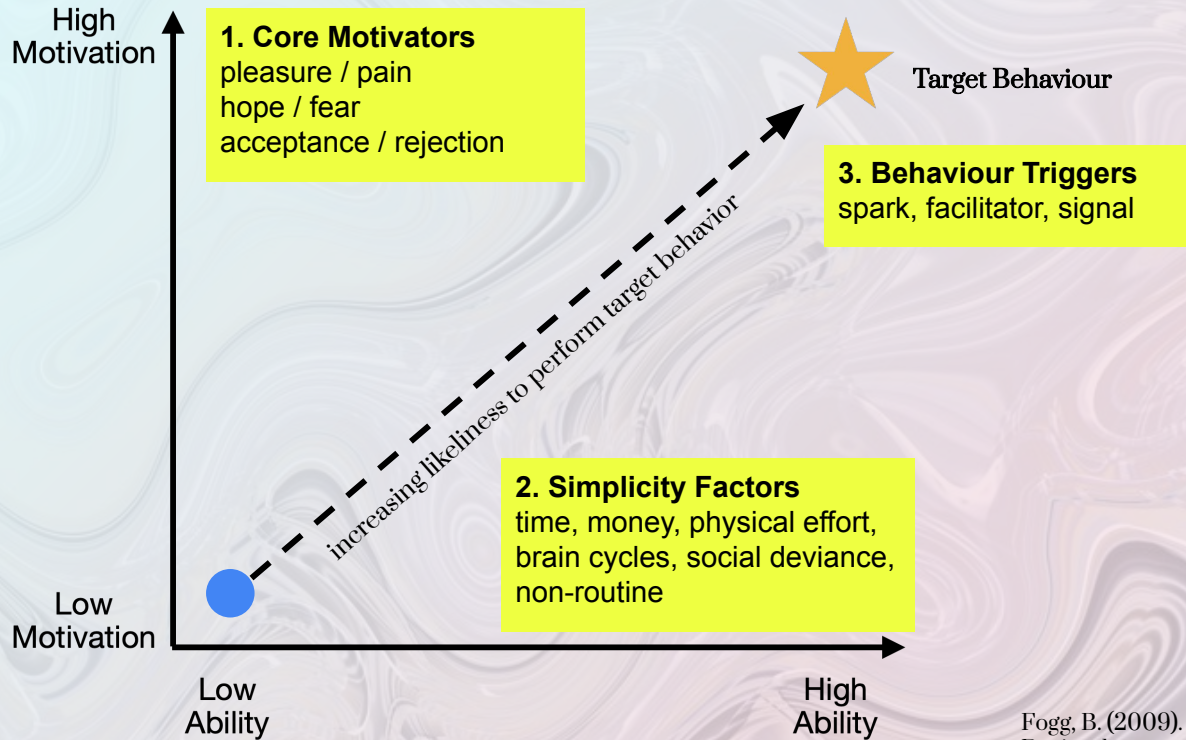 High
Motivation
1. Core Motivators
pleasure / pain
hope / fear
acceptance / rejection
Target Behaviour
3. Behaviour Triggers
spark, facilitator, signal
increasing likeliness to perform target behavior
2. Simplicity Factors
time, money, physical effort,
brain cycles, social deviance,
non-routine
Low
Motivation
Low
Ability
High
Ability
Fogg, B. (2009).